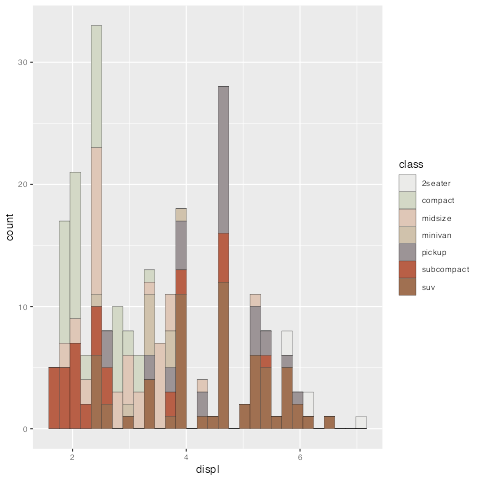 30
20
10
0
count
2
4
6
displ
class
2seater
compact
midsize
minivan
pickup
subcompact
suv